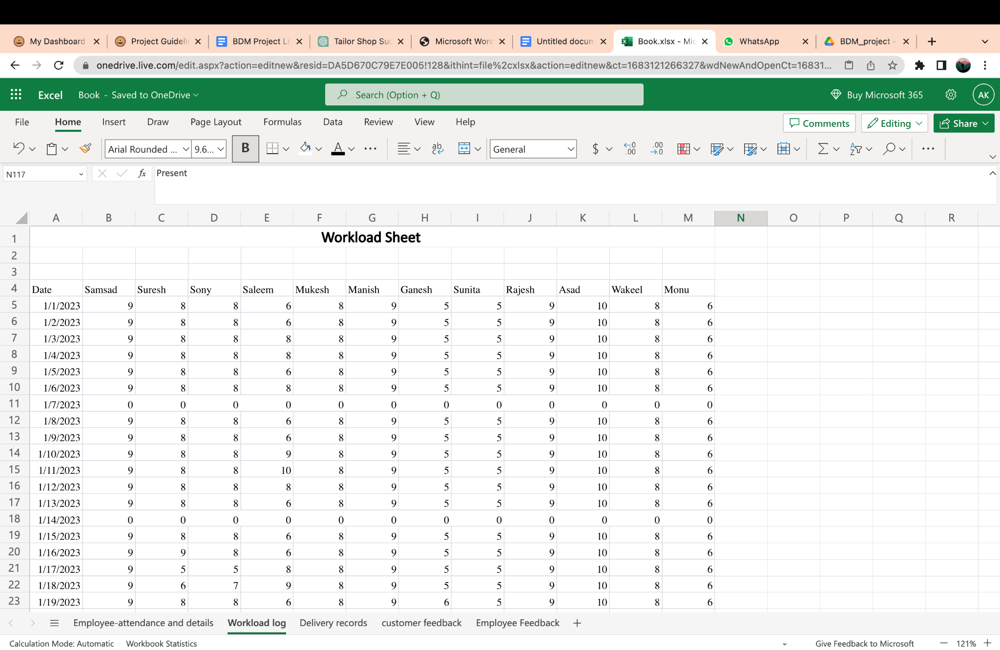 My Dashboard Project Guideli BDM Project Li Tailor Shop Suc Microsoft Word Untitled docum Book.xlsx - Mic WhatsApp BDM_project -
onedrive.live.com/edit.aspx?action=editnew&resid=DA5D670C79E7E005!128&ithint=file%2cxlsx&action=editnew&ct=1683121266327&wdNewAndOpenCt=16831...
Excel Book - Saved to OneDrive Search (Option + Q) Buy Microsoft 365 AK
File Home Insert Draw Page Layout Formulas Data Review View Help Comments Editing Share
Arial Rounded ... 9.6... B A ab c General $ .0 .00 .00 .0 A Z ...
N117 fx Present
A B C D E F G H I J K L M N O P Q R
1 Workload Sheet
2
3
4 Date Samsad Suresh Sony Saleem Mukesh Manish Ganesh Sunita Rajesh Asad Wakeel Monu
5 1/1/2023 9 8 8 6 8 9 5 5 9 10 8 6
6 1/2/2023 9 8 8 6 8 9 5 5 9 10 8 6
7 1/3/2023 9 8 8 8 8 9 5 5 9 10 8 6
8 1/4/2023 9 8 8 8 8 9 5 5 9 10 8 6
9 1/5/2023 9 8 8 6 8 9 5 5 9 10 8 6
10 1/6/2023 9 8 8 8 8 9 5 5 9 10 8 6
11 1/7/2023 0 0 0 0 0 0 0 0 0 0 0 0
12 1/8/2023 9 8 8 6 8 9 5 5 9 10 8 6
13 1/9/2023 9 8 8 6 8 9 5 5 9 10 8 6
14 1/10/2023 9 8 8 9 8 9 5 5 9 10 8 6
15 1/11/2023 9 8 8 10 8 9 5 5 9 10 8 6
16 1/12/2023 9 8 8 8 8 9 5 5 9 10 8 6
17 1/13/2023 9 8 8 6 8 9 5 5 9 10 8 6
18 1/14/2023 0 0 0 0 0 0 0 0 0 0 0 0
19 1/15/2023 9 8 8 6 8 9 5 5 9 10 8 6
20 1/16/2023 9 9 8 6 8 9 5 5 9 10 8 6
21 1/17/2023 9 5 5 8 8 9 5 5 9 10 8 6
22 1/18/2023 9 6 7 9 8 9 5 5 9 10 8 6
23 1/19/2023 9 8 8 6 8 9 6 5 9 10 8 6
Employee-attendance and details Workload log Delivery records customer feedback Employee Feedback +
Calculation Mode: Automatic Workbook Statistics Give Feedback to Microsoft 121%